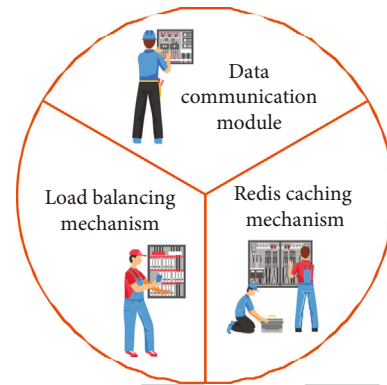 Data
communication
module
Load balancing
mechanism
Redis caching
mechanism